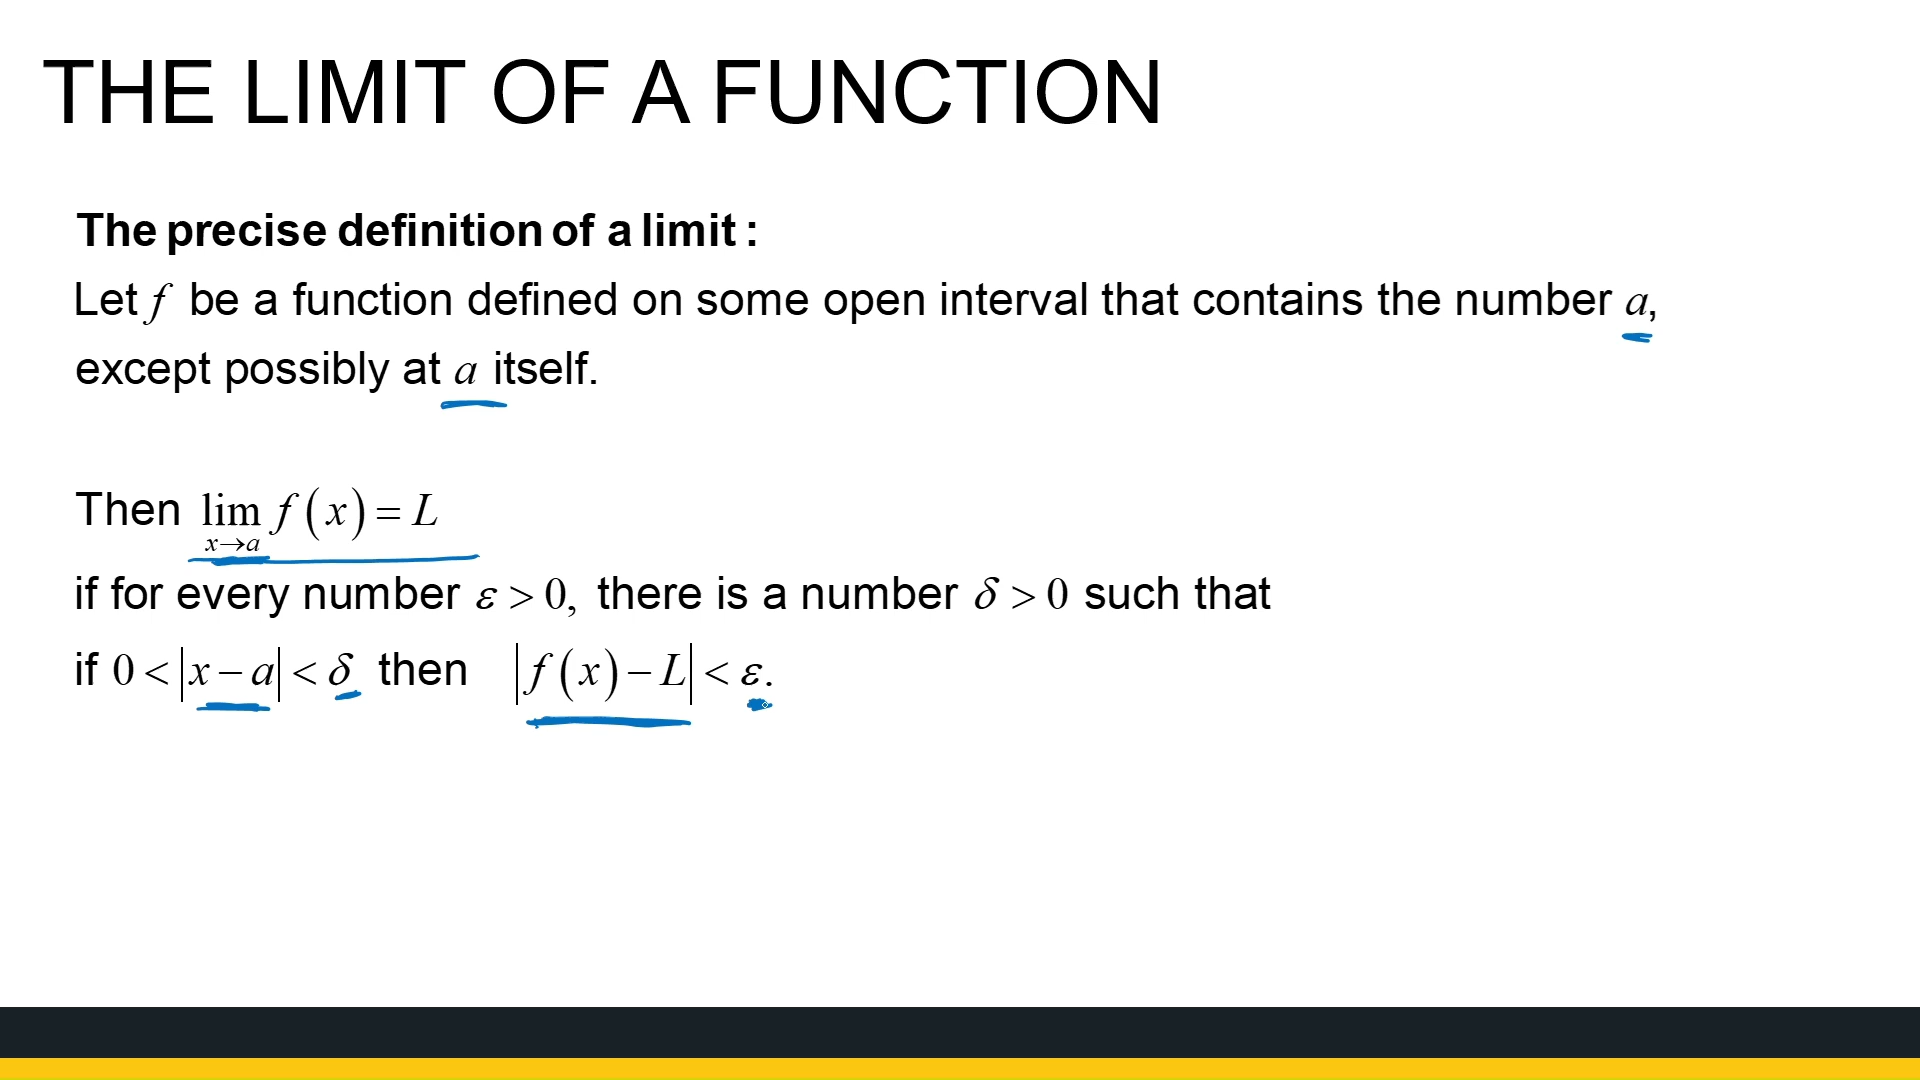 THE LIMIT OF A FUNCTION
The precise definition of a limit :
Let f be a function defined on some open interval that contains the number a,
except possibly at a itself.
Then lim f(x) = L
x→a
if for every number ε > 0, there is a number δ > 0 such that
if 0 < |x − a| < δ then |f(x) − L| < ε.